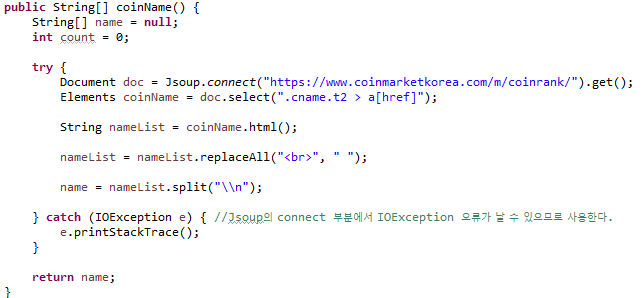 public String[] coinName() {
    String[] name = null;
    int count = 0;

    try {
        Document doc = Jsoup.connect("https://www.coinmarketkorea.com/m/coinrank/").get();
        Elements coinName = doc.select(".cname.t2 > a[href]");

        String nameList = coinName.html();

        nameList = nameList.replaceAll("<br>", " ");

        name = nameList.split("\\n");

    } catch (IOException e) { //Jsoup의 connect 부분에서 IOException 오류가 날 수 있으므로 사용한다.
        e.printStackTrace();
    }

    return name;
}